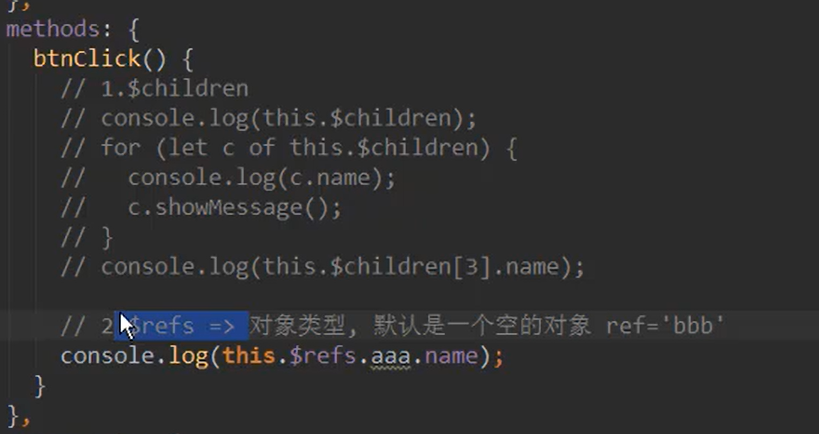 },
methods: {
btnClick() {
// 1.$children
// console.log(this.$children);
// for (let c of this.$children) {
//   console.log(c.name);
//   c.showMessage();
// }
// console.log(this.$children[3].name);
// 2 $refs => 对象类型, 默认是一个空的对象 ref='bbb'
console.log(this.$refs.aaa.name);
}
},